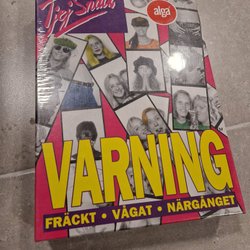 Tjej Snack
alga
VARNING
FRÄCKT • VÅGAT • NÄRGÅNGET